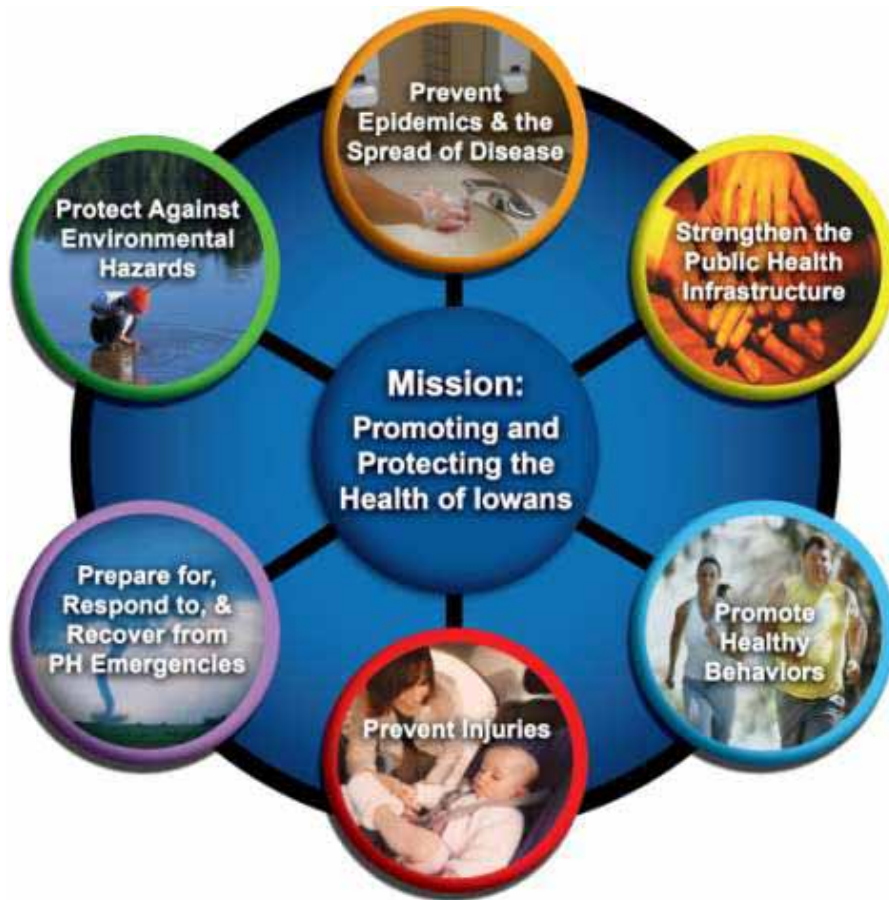 Prevent
Epidemics & the
Spread of Disease
Protect Against
Environmental
Hazards
Strengthen the
Public Health
Infrastructure
Mission:
Promoting and
Protecting the
Health of Iowans
Prepare for,
Respond to, &
Recover from
PH Emergencies
Promote
Healthy
Behaviors
Prevent Injuries